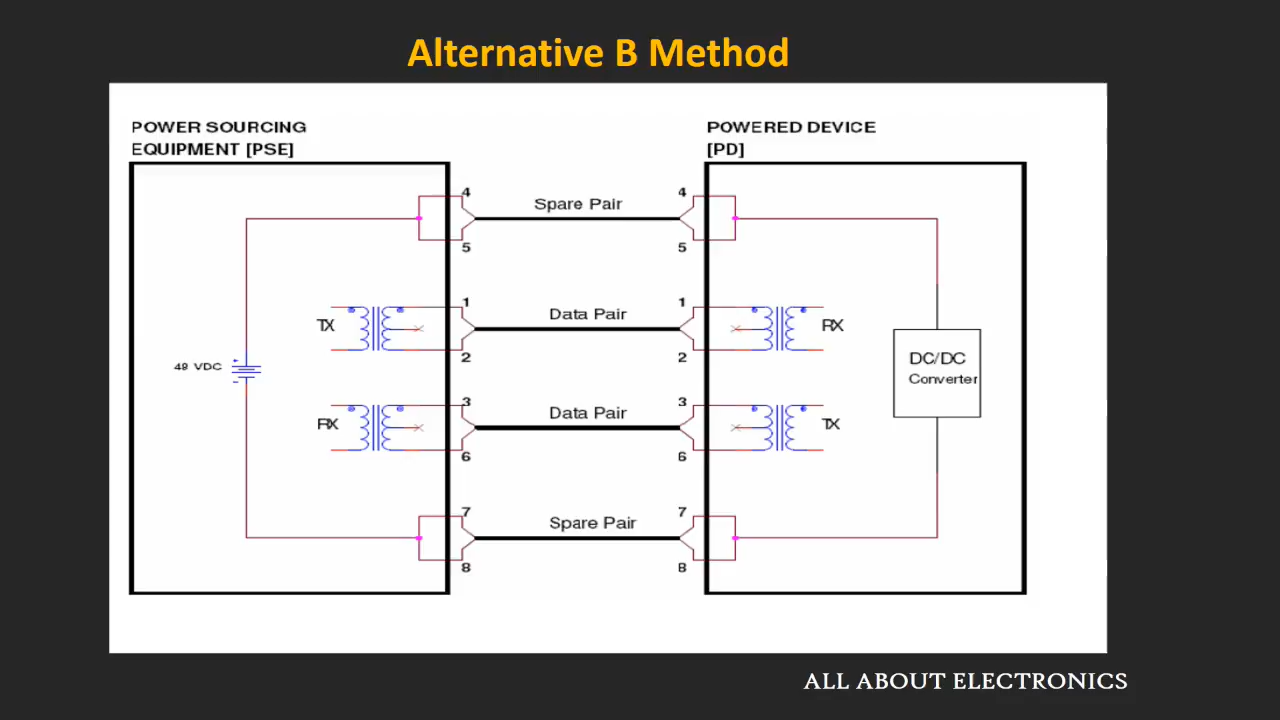 Alternative B Method
POWER SOURCING
EQUIPMENT [PSE]
POWERED DEVICE
[PD]
4
Spare Pair
4
5
5
1
Data Pair
1
TX
RX
2
2
48 VDC
DC/DC
Converter
3
Data Pair
3
RX
TX
6
6
7
Spare Pair
7
8
8
ALL ABOUT ELECTRONICS